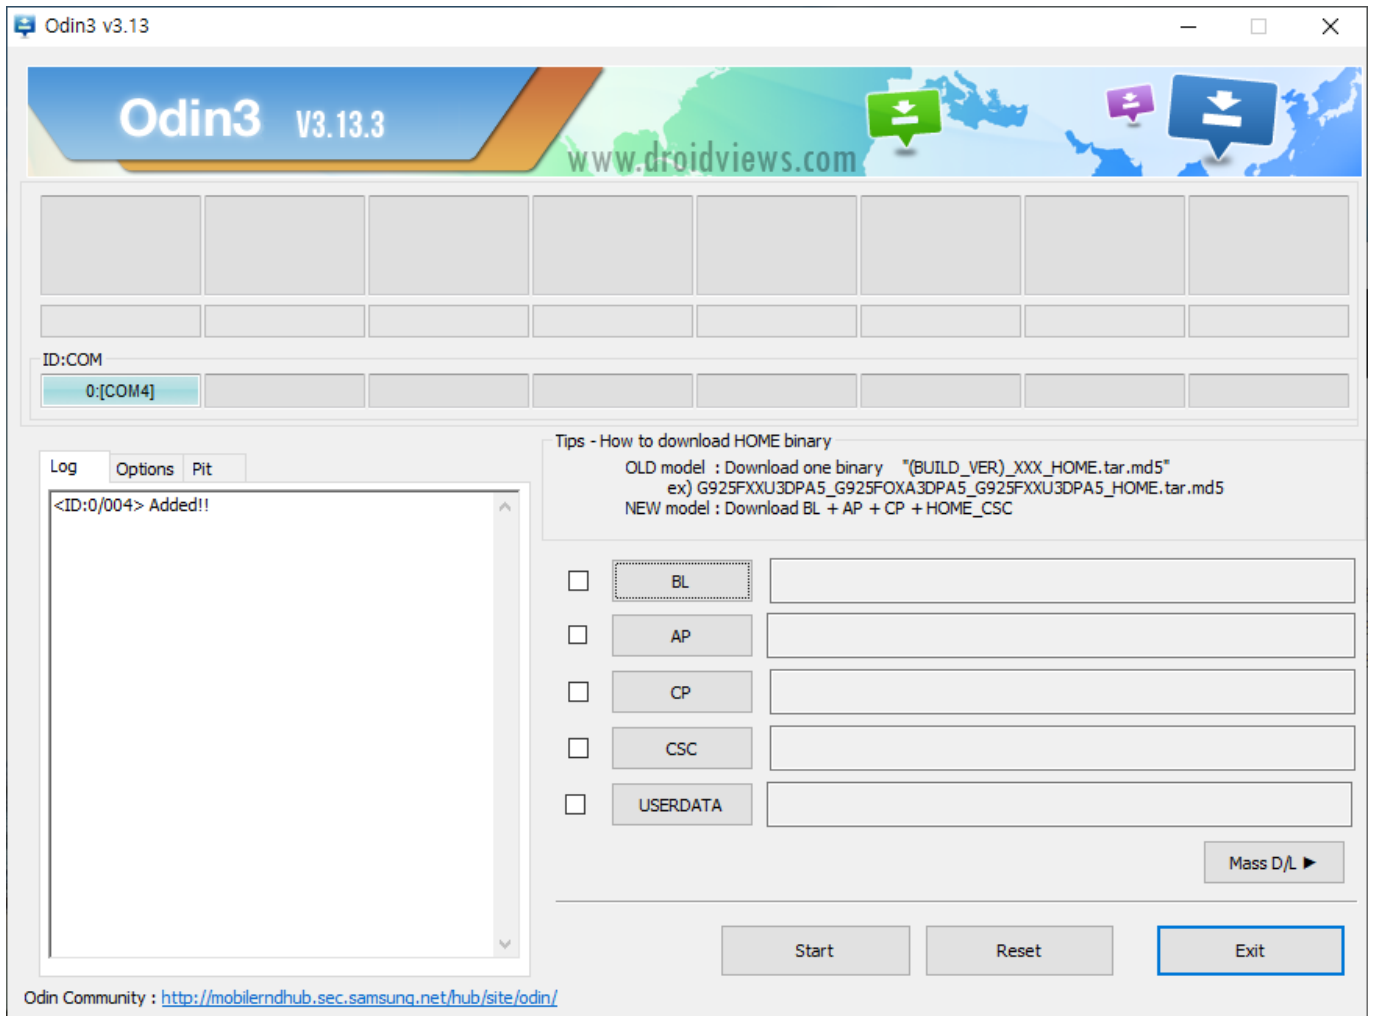 Odin3 v3.13
Odin3 V3.13.3
www.droidviews.com
ID:COM
0:[COM4]
Log Options Pit
<ID:0/004> Added!!
Tips - How to download HOME binary
OLD model : Download one binary "(BUILD_VER)_XXX_HOME.tar.md5"
ex) G925FXXU3DPA5_G925FOXA3DPA5_G925FXXU3DPA5_HOME.tar.md5
NEW model : Download BL + AP + CP + HOME_CSC
BL
AP
CP
CSC
USERDATA
Mass D/L ►
Start Reset Exit
Odin Community : http://mobilerndhub.sec.samsung.net/hub/site/odin/